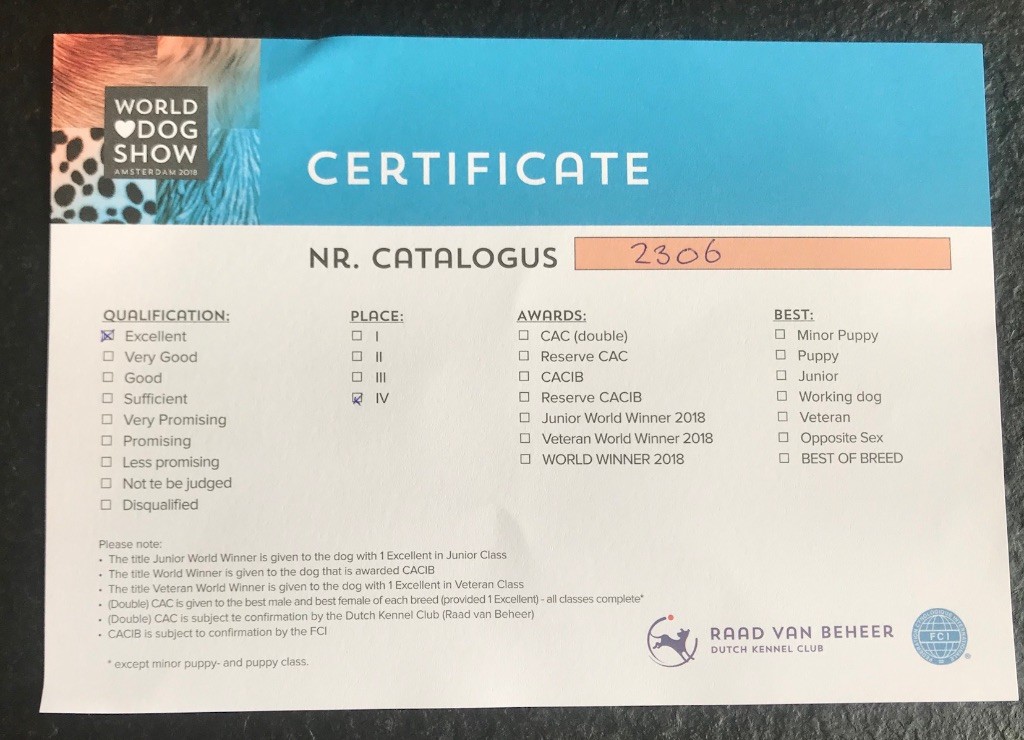 WORLD
DOG
SHOW
AMSTERDAM 2018
CERTIFICATE
NR. CATALOGUS 2306
QUALIFICATION:
Excellent
Very Good
Good
Sufficient
Very Promising
Promising
Less promising
Not te be judged
Disqualified
PLACE:
I
II
III
IV
AWARDS:
CAC (double)
Reserve CAC
CACIB
Reserve CACIB
Junior World Winner 2018
Veteran World Winner 2018
WORLD WINNER 2018
BEST:
Minor Puppy
Puppy
Junior
Working dog
Veteran
Opposite Sex
BEST OF BREED
Please note:
• The title Junior World Winner is given to the dog with 1 Excellent in Junior Class
• The title World Winner is given to the dog that is awarded CACIB
• The title Veteran World Winner is given to the dog with 1 Excellent in Veteran Class
• (Double) CAC is given to the best male and best female of each breed (provided 1 Excellent) - all classes complete*
• (Double) CAC is subject te confirmation by the Dutch Kennel Club (Raad van Beheer)
• CACIB is subject to confirmation by the FCI
* except minor puppy- and puppy class.
RAAD VAN BEHEER
DUTCH KENNEL CLUB
FCI